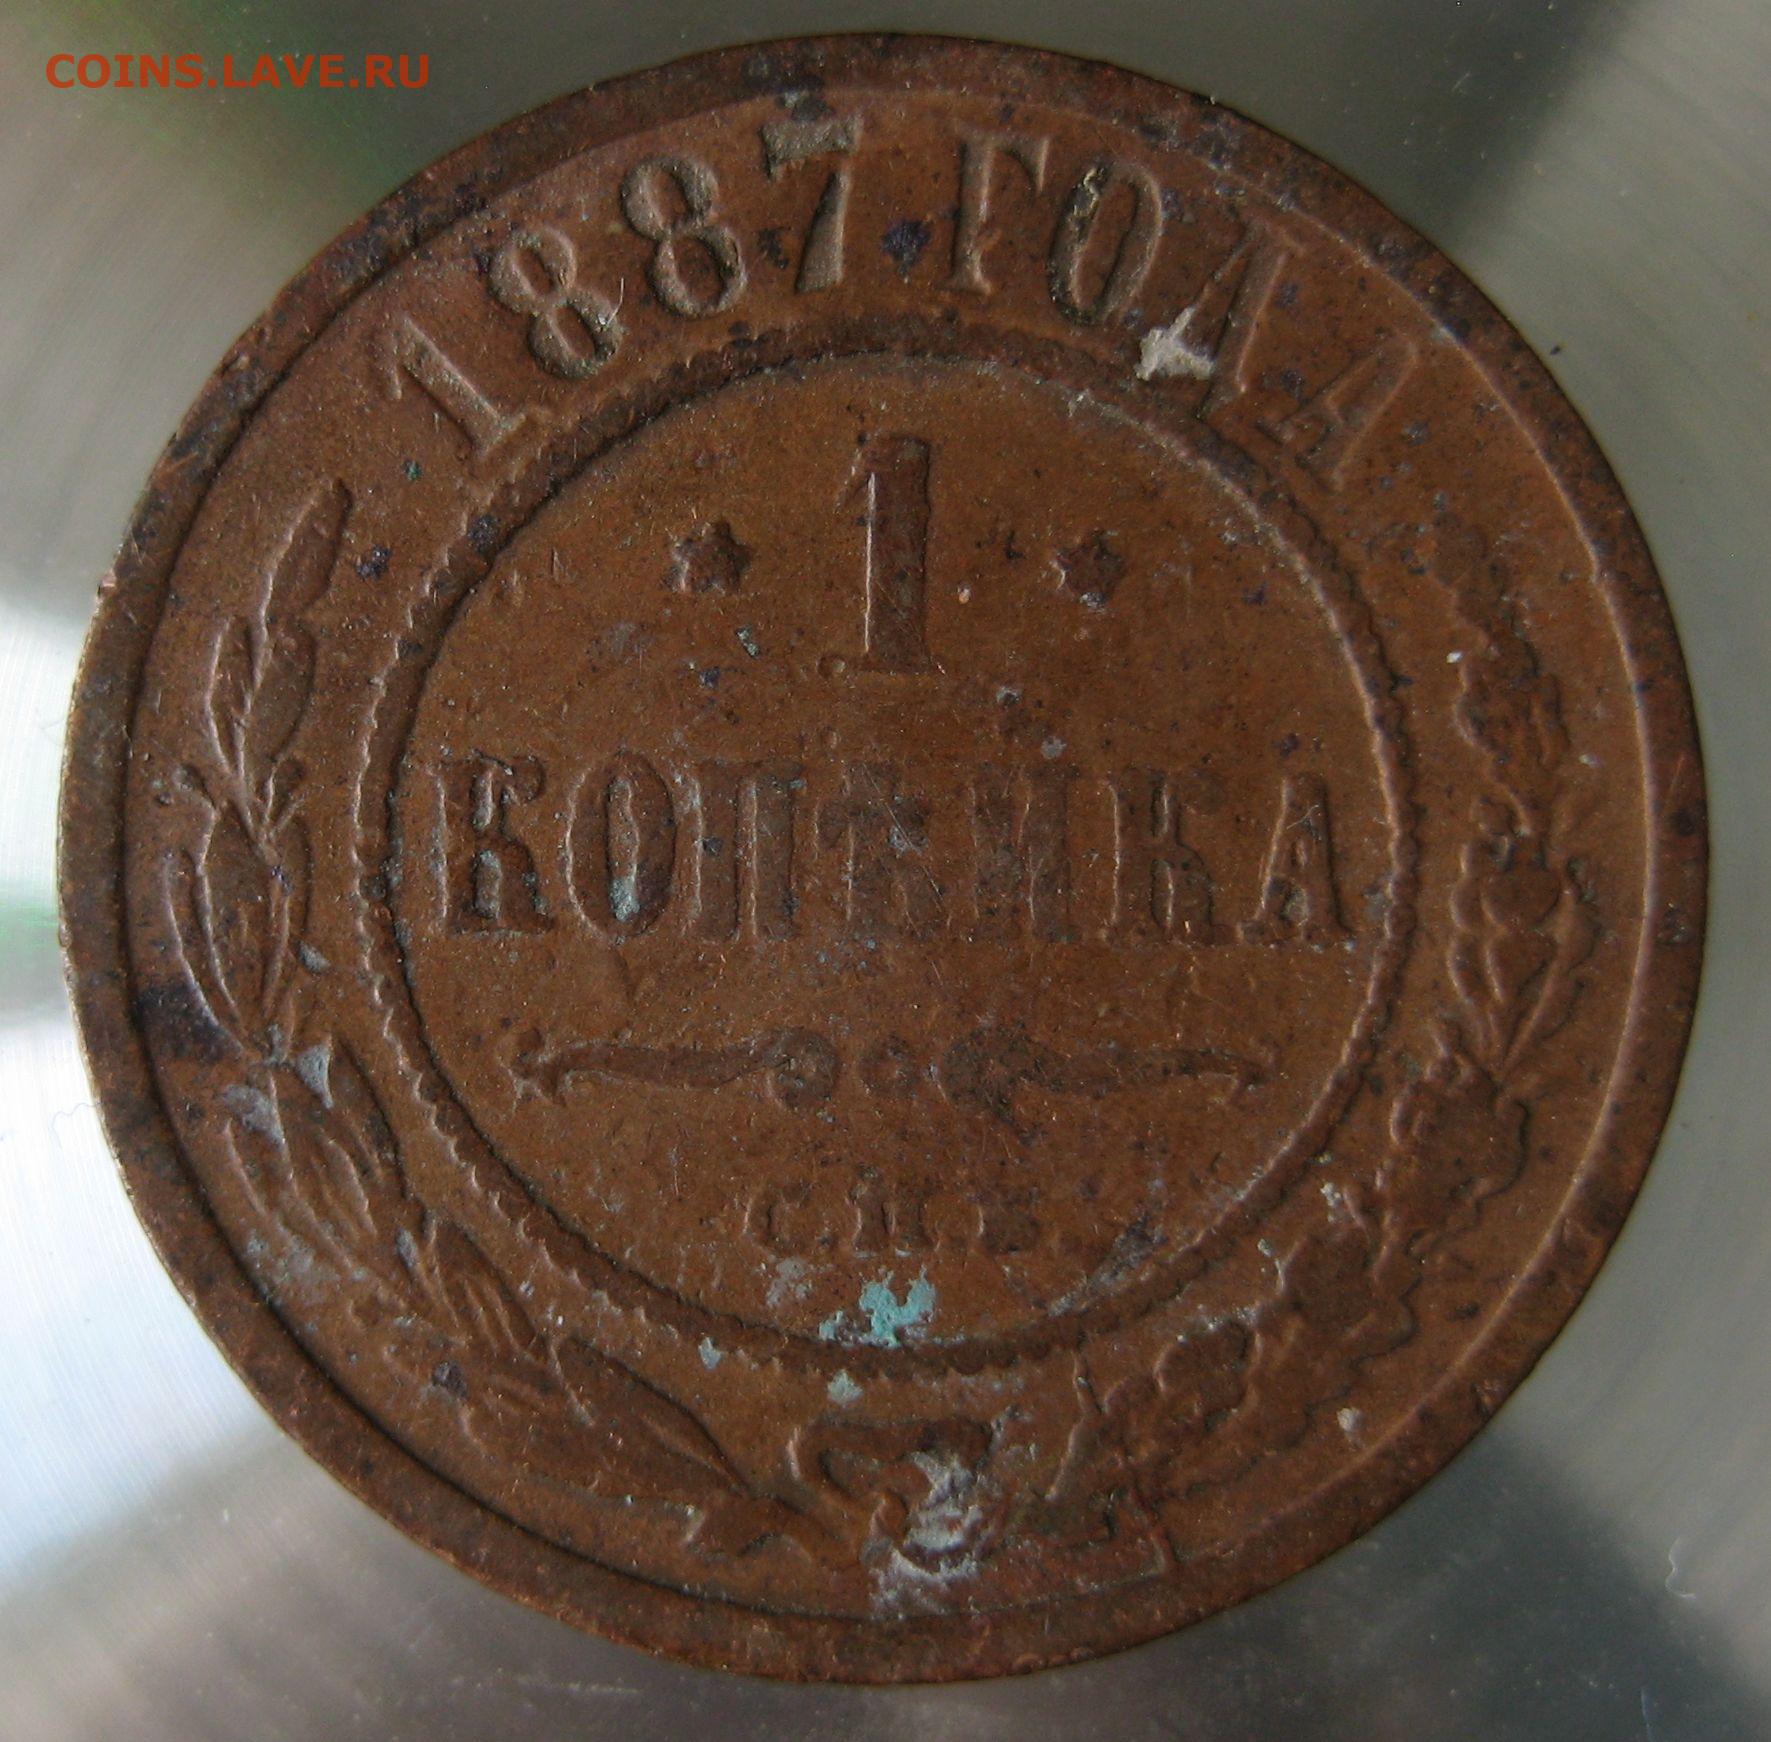 COINS.LAVE.RU
1887 ГОДА
* 1 *
КОПѢЙКА
С.П.Б.